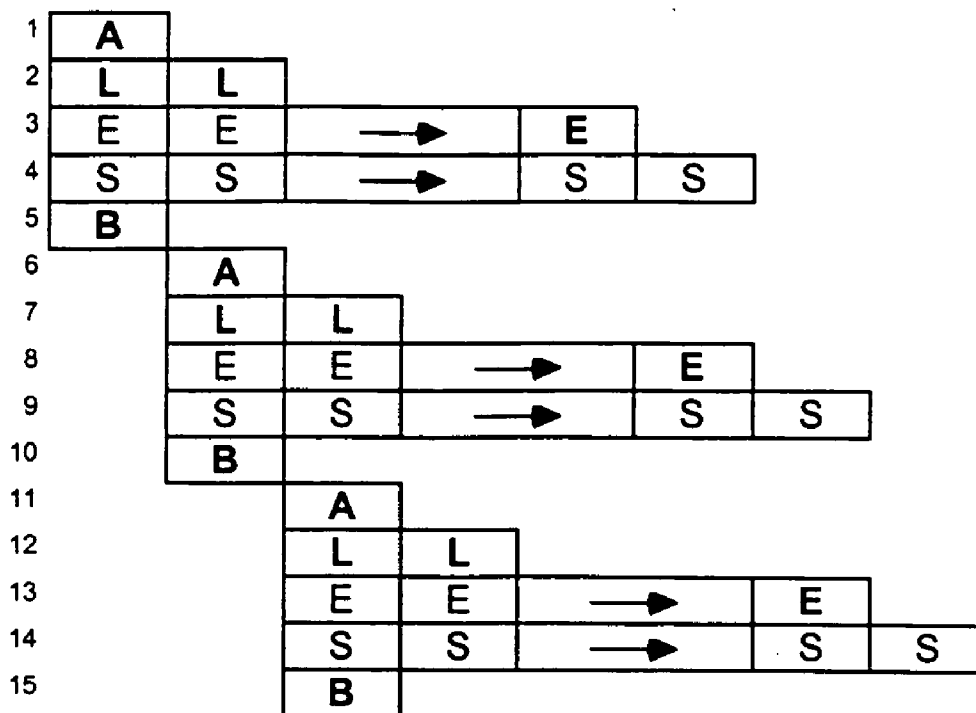 1 A
2 L L
3 E E → E
4 S S → S S
5 B
6 A
7 L L
8 E E → E
9 S S → S S
10 B
11 A
12 L L
13 E E → E
14 S S → S S
15 B